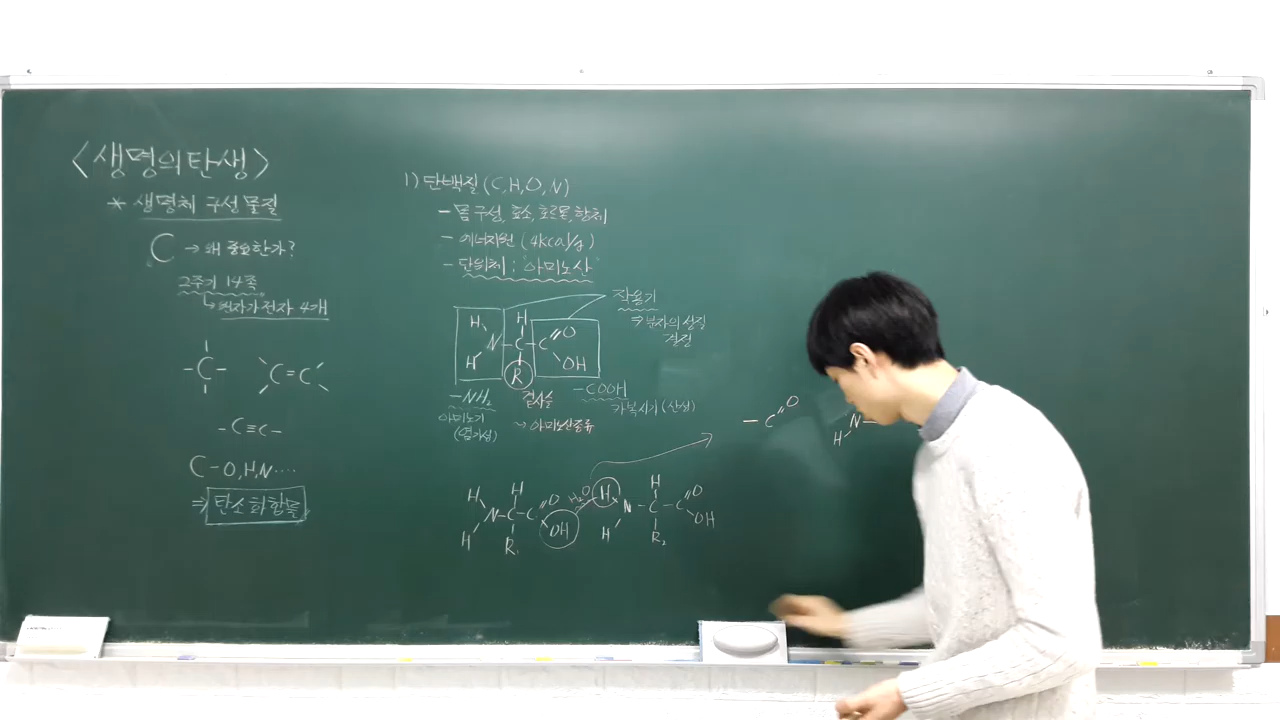 <생명의 탄생>
* 생명체 구성 물질
C → 왜 중요한가?
2주기 14족
↳ 원자가 전자 4개
-C-
C=C
-C≡C-
C-O,H,N....
⇒ 탄소 화합물
1) 단백질 (C,H,O,N)
- 몸 구성, 효소, 호르몬, 항체
- 에너지원 (4kcal/g)
- 단위체 : 아미노산
작용기
⇒ 분자의 성질
결정
H H
N-C-C O
H R OH
-NH₂ 곁사슬 -COOH
아미노기 카복시기 (산성)
(염기성) ~> 아미노산 종류
H H O H₂O H H O
N-C-C N-C-C
H R₁ OH H R₂ OH
-C O
N-
H